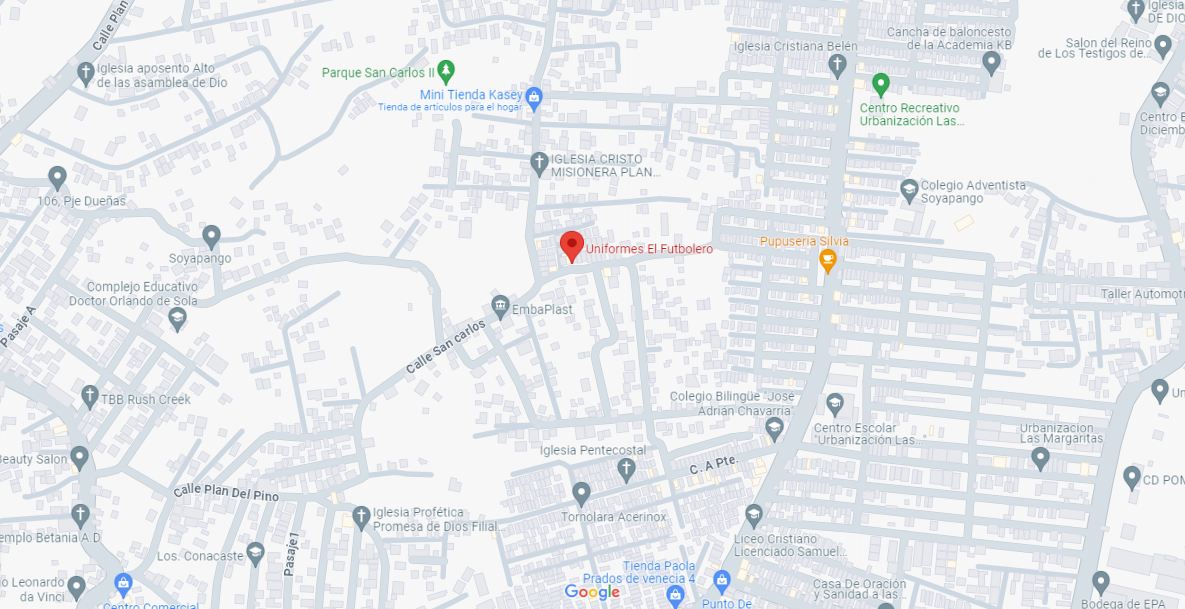 Calle Plan
Iglesia
DE DIO
Iglesia Cristiana Belén
Cancha de baloncesto
de la Academia KB
Salon del Reino
de Los Testigos de...
Iglesia aposento Alto
de las asamblea de Dio
Parque San Carlos II
Mini Tienda Kasey
Tienda de artículos para el hogar
Centro Recreativo
Urbanización Las...
Centro E
Diciemb
IGLESIA CRISTO
MISIONERA PLAN...
106, Pje Dueñas
Colegio Adventista
Soyapango
Soyapango
Uniformes El Futbolero
Pupuseria Silvia
Complejo Educativo
Doctor Orlando de Sola
Pasaje A
EmbaPlast
Calle San carlos
Taller Automotr
TBB Rush Creek
Colegio Bilingüe "José
Adrián Chavarría"
Un
Centro Escolar
"Urbanización Las...
Urbanizacion
Las Margaritas
Beauty Salon
Iglesia Pentecostal
C. A Pte.
CD POM
Calle Plan Del Pino
Iglesia Profética
Promesa de Dios Filial...
Tornolara Acerinox
emplo Betania A.D
Pasaje 1
Los. Conacaste
Liceo Cristiano
Licenciado Samuel...
o Leonardo
da Vinci
Tienda Paola
Prados de venecia 4
Google
Casa De Oración
y Sanidad a las...
Centro Comercial
Punto De
Bodega de EPA